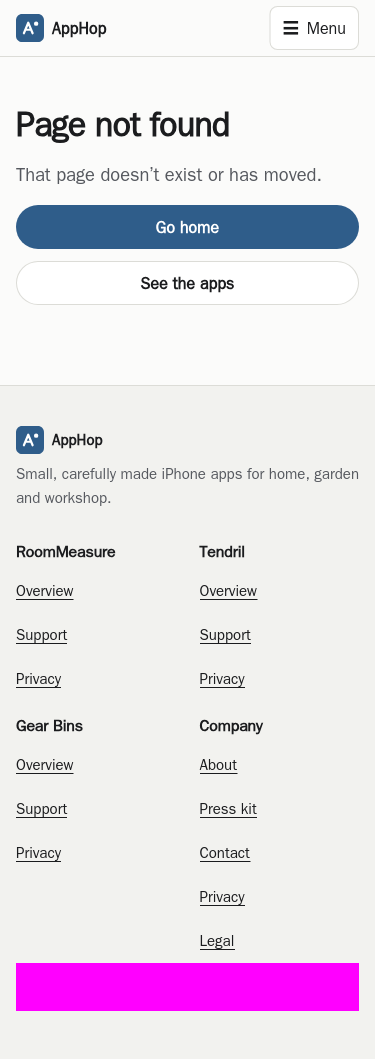 AppHop
☰ Menu
Page not found
That page doesn’t exist or has moved.
Go home
See the apps
AppHop
Small, carefully made iPhone apps for home, garden
and workshop.
RoomMeasure
Overview
Support
Privacy
Tendril
Overview
Support
Privacy
Gear Bins
Overview
Support
Privacy
Company
About
Press kit
Contact
Privacy
Legal